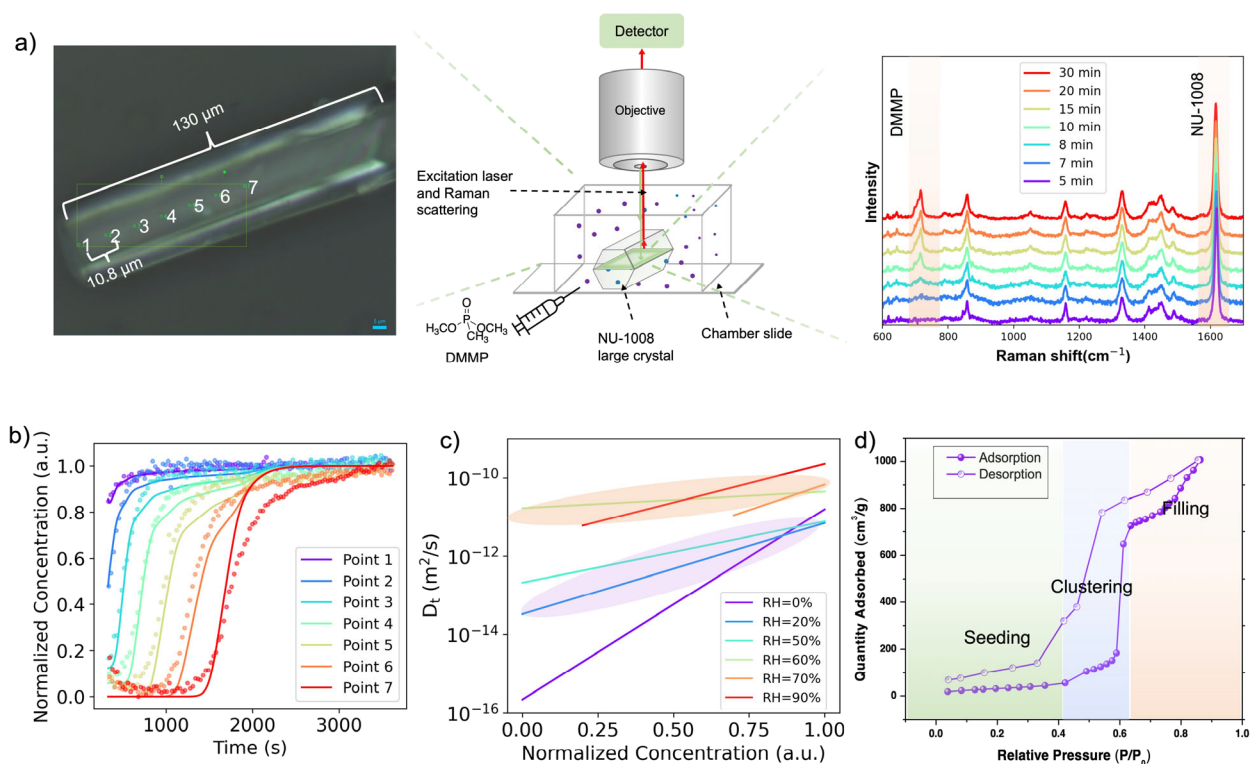 a)
130 µm
1
2
3
4
5
6
7
10.8 µm
5 µm
Detector
Objective
Excitation laser
and Raman
scattering
O
H₃CO P OCH₃
CH₃
DMMP
NU-1008
large crystal
Chamber slide
DMMP
NU-1008
30 min
20 min
15 min
10 min
8 min
7 min
5 min
Intensity
600 800 1000 1200 1400 1600
Raman shift(cm⁻¹)
b)
Normalized Concentration (a.u.)
1.0
0.8
0.6
0.4
0.2
0.0
Point 1
Point 2
Point 3
Point 4
Point 5
Point 6
Point 7
1000 2000 3000
Time (s)
c)
Dₜ (m²/s)
10⁻¹⁰
10⁻¹²
10⁻¹⁴
10⁻¹⁶
RH=0%
RH=20%
RH=50%
RH=60%
RH=70%
RH=90%
0.00 0.25 0.50 0.75 1.00
Normalized Concentration (a.u.)
d)
Quantity Adsorbed (cm³/g)
1000
800
600
400
200
0
Adsorption
Desorption
Filling
Clustering
Seeding
0.0 0.2 0.4 0.6 0.8 1.0
Relative Pressure (P/P₀)